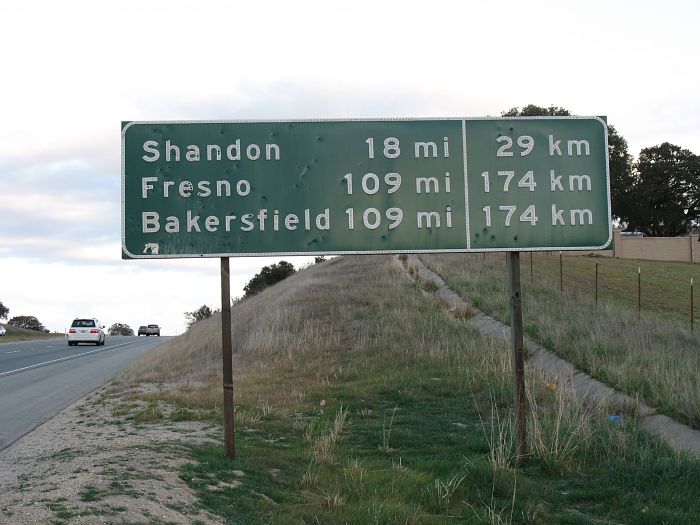 Shandon 18 mi 29 km
Fresno 109 mi 174 km
Bakersfield 109 mi 174 km